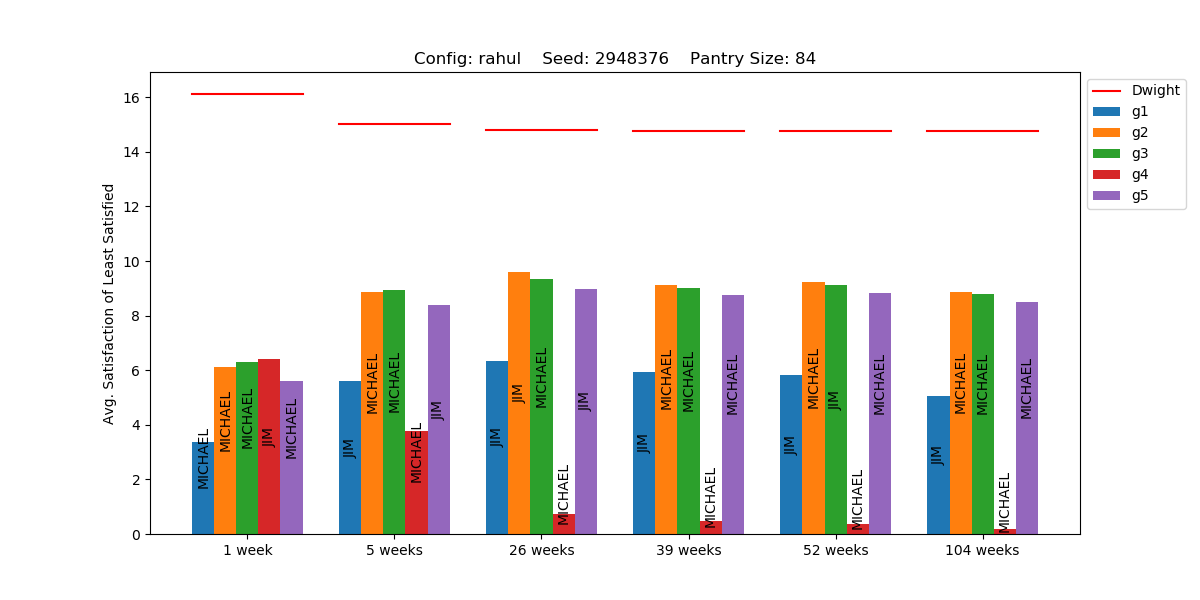 Config: rahul    Seed: 2948376    Pantry Size: 84
Avg. Satisfaction of Least Satisfied
16
14
12
10
8
6
4
2
0
Dwight
g1
g2
g3
g4
g5
MICHAEL
MICHAEL
MICHAEL
JIM
MICHAEL
JIM
MICHAEL
MICHAEL
MICHAEL
JIM
JIM
JIM
MICHAEL
MICHAEL
JIM
JIM
MICHAEL
MICHAEL
MICHAEL
MICHAEL
JIM
MICHAEL
JIM
MICHAEL
MICHAEL
JIM
MICHAEL
MICHAEL
MICHAEL
MICHAEL
1 week
5 weeks
26 weeks
39 weeks
52 weeks
104 weeks